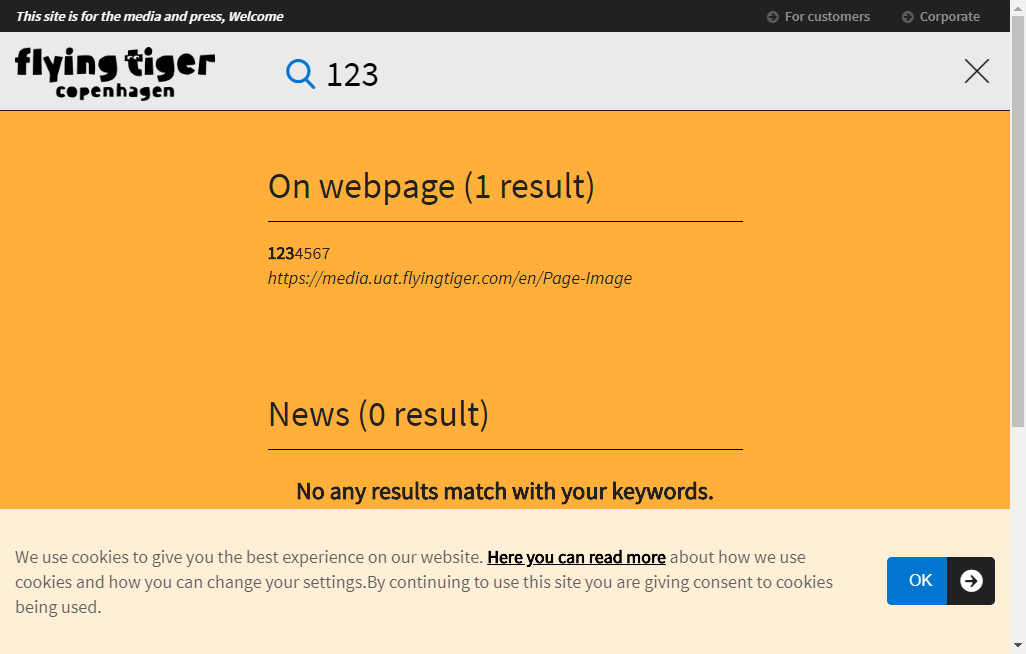 This site is for the media and press, Welcome
For customers
Corporate
flying tiger
copenhagen
123
On webpage (1 result)
1234567
https://media.uat.flyingtiger.com/en/Page-Image
News (0 result)
No any results match with your keywords.
We use cookies to give you the best experience on our website. Here you can read more about how we use
cookies and how you can change your settings.By continuing to use this site you are giving consent to cookies
being used.
OK